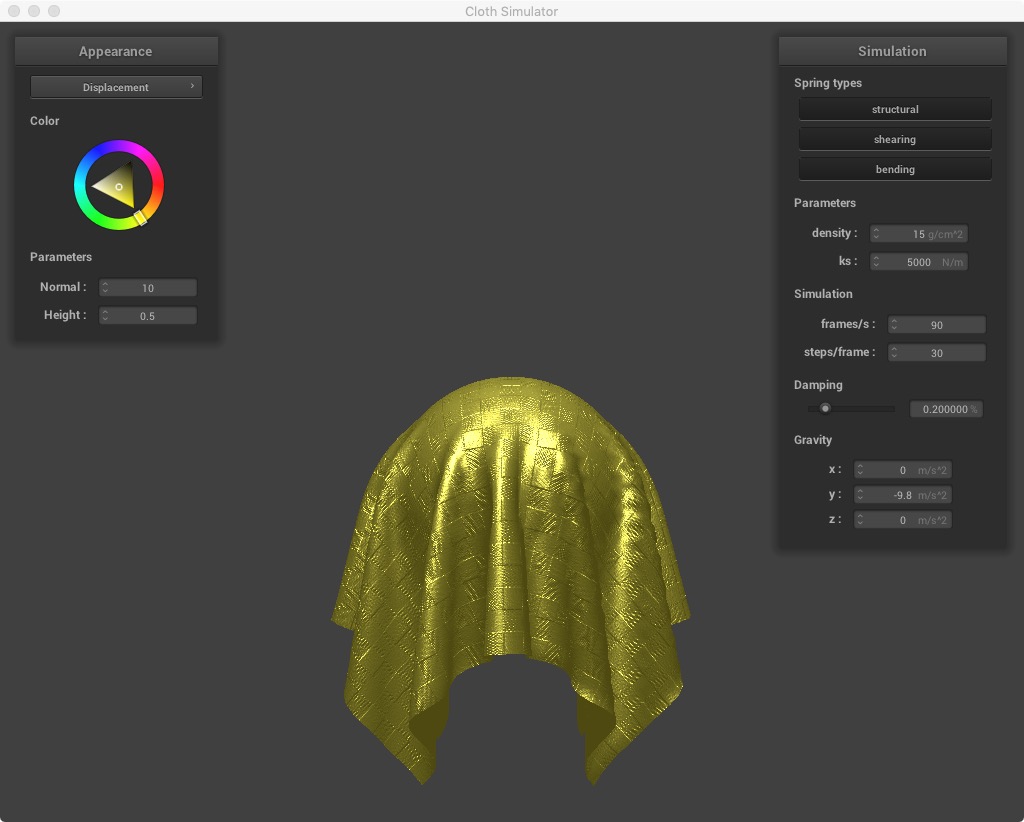 Cloth Simulator
Appearance
Displacement
Color
Parameters
Normal : 10
Height : 0.5
Simulation
Spring types
structural
shearing
bending
Parameters
density : 15 g/cm^2
ks : 5000 N/m
Simulation
frames/s : 90
steps/frame : 30
Damping
0.200000 %
Gravity
x : 0 m/s^2
y : -9.8 m/s^2
z : 0 m/s^2